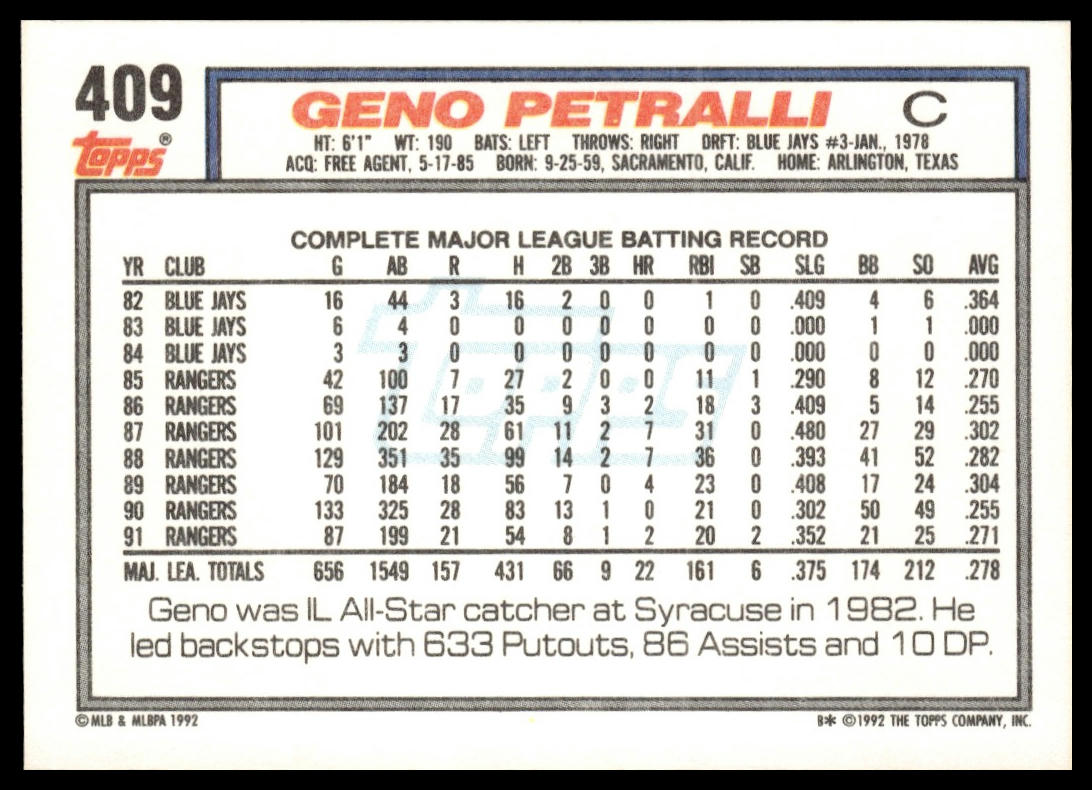 409
GENO PETRALLI C
Topps®
HT: 6'1" WT: 190 BATS: LEFT THROWS: RIGHT DRFT: BLUE JAYS #3-JAN., 1978
ACQ: FREE AGENT, 5-17-85 BORN: 9-25-59, SACRAMENTO, CALIF. HOME: ARLINGTON, TEXAS
COMPLETE MAJOR LEAGUE BATTING RECORD
YR CLUB G AB R H 2B 3B HR RBI SB SLG BB SO AVG
82 BLUE JAYS 16 44 3 16 2 0 0 1 0 .409 4 6 .364
83 BLUE JAYS 6 4 0 0 0 0 0 0 0 .000 1 1 .000
84 BLUE JAYS 3 3 0 0 0 0 0 0 0 .000 0 0 .000
85 RANGERS 42 100 7 27 2 0 0 11 1 .290 8 12 .270
86 RANGERS 69 137 17 35 9 3 2 18 3 .409 5 14 .255
87 RANGERS 101 202 28 61 11 2 7 31 0 .480 27 29 .302
88 RANGERS 129 351 35 99 14 2 7 36 0 .393 41 52 .282
89 RANGERS 70 184 18 56 7 0 4 23 0 .408 17 24 .304
90 RANGERS 133 325 28 83 13 1 0 21 0 .302 50 49 .255
91 RANGERS 87 199 21 54 8 1 2 20 2 .352 21 25 .271
MAJ. LEA. TOTALS 656 1549 157 431 66 9 22 161 6 .375 174 212 .278
Topps
Geno was IL All-Star catcher at Syracuse in 1982. He
led backstops with 633 Putouts, 86 Assists and 10 DP.
© MLB & MLBPA 1992
B* ©1992 THE TOPPS COMPANY, INC.